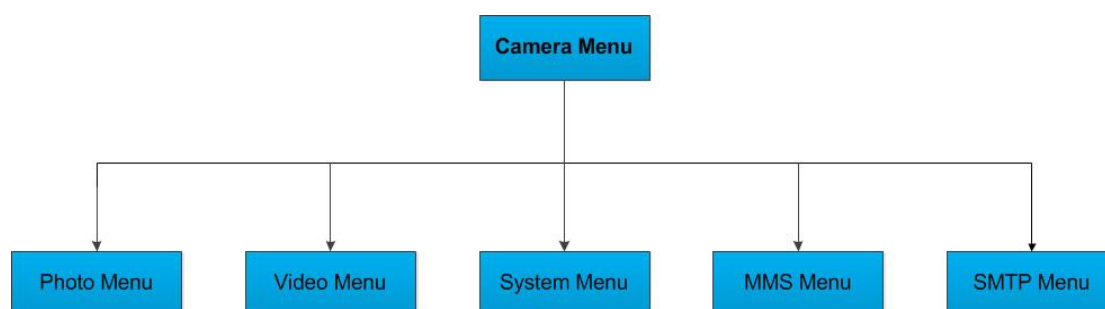 Camera Menu
Photo Menu
Video Menu
System Menu
MMS Menu
SMTP Menu